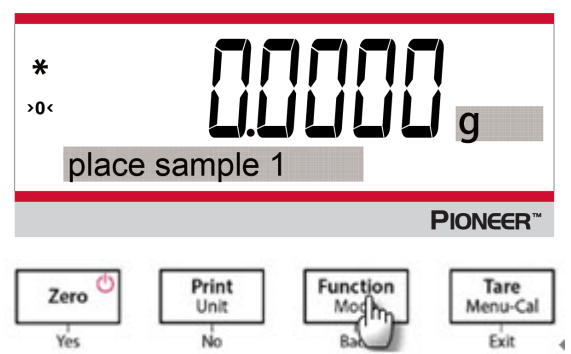 *
>0<
0.0000 g
place sample 1
PIONEER™
Zero Print Function Tare
Unit Menu-Cal
Yes No Exit